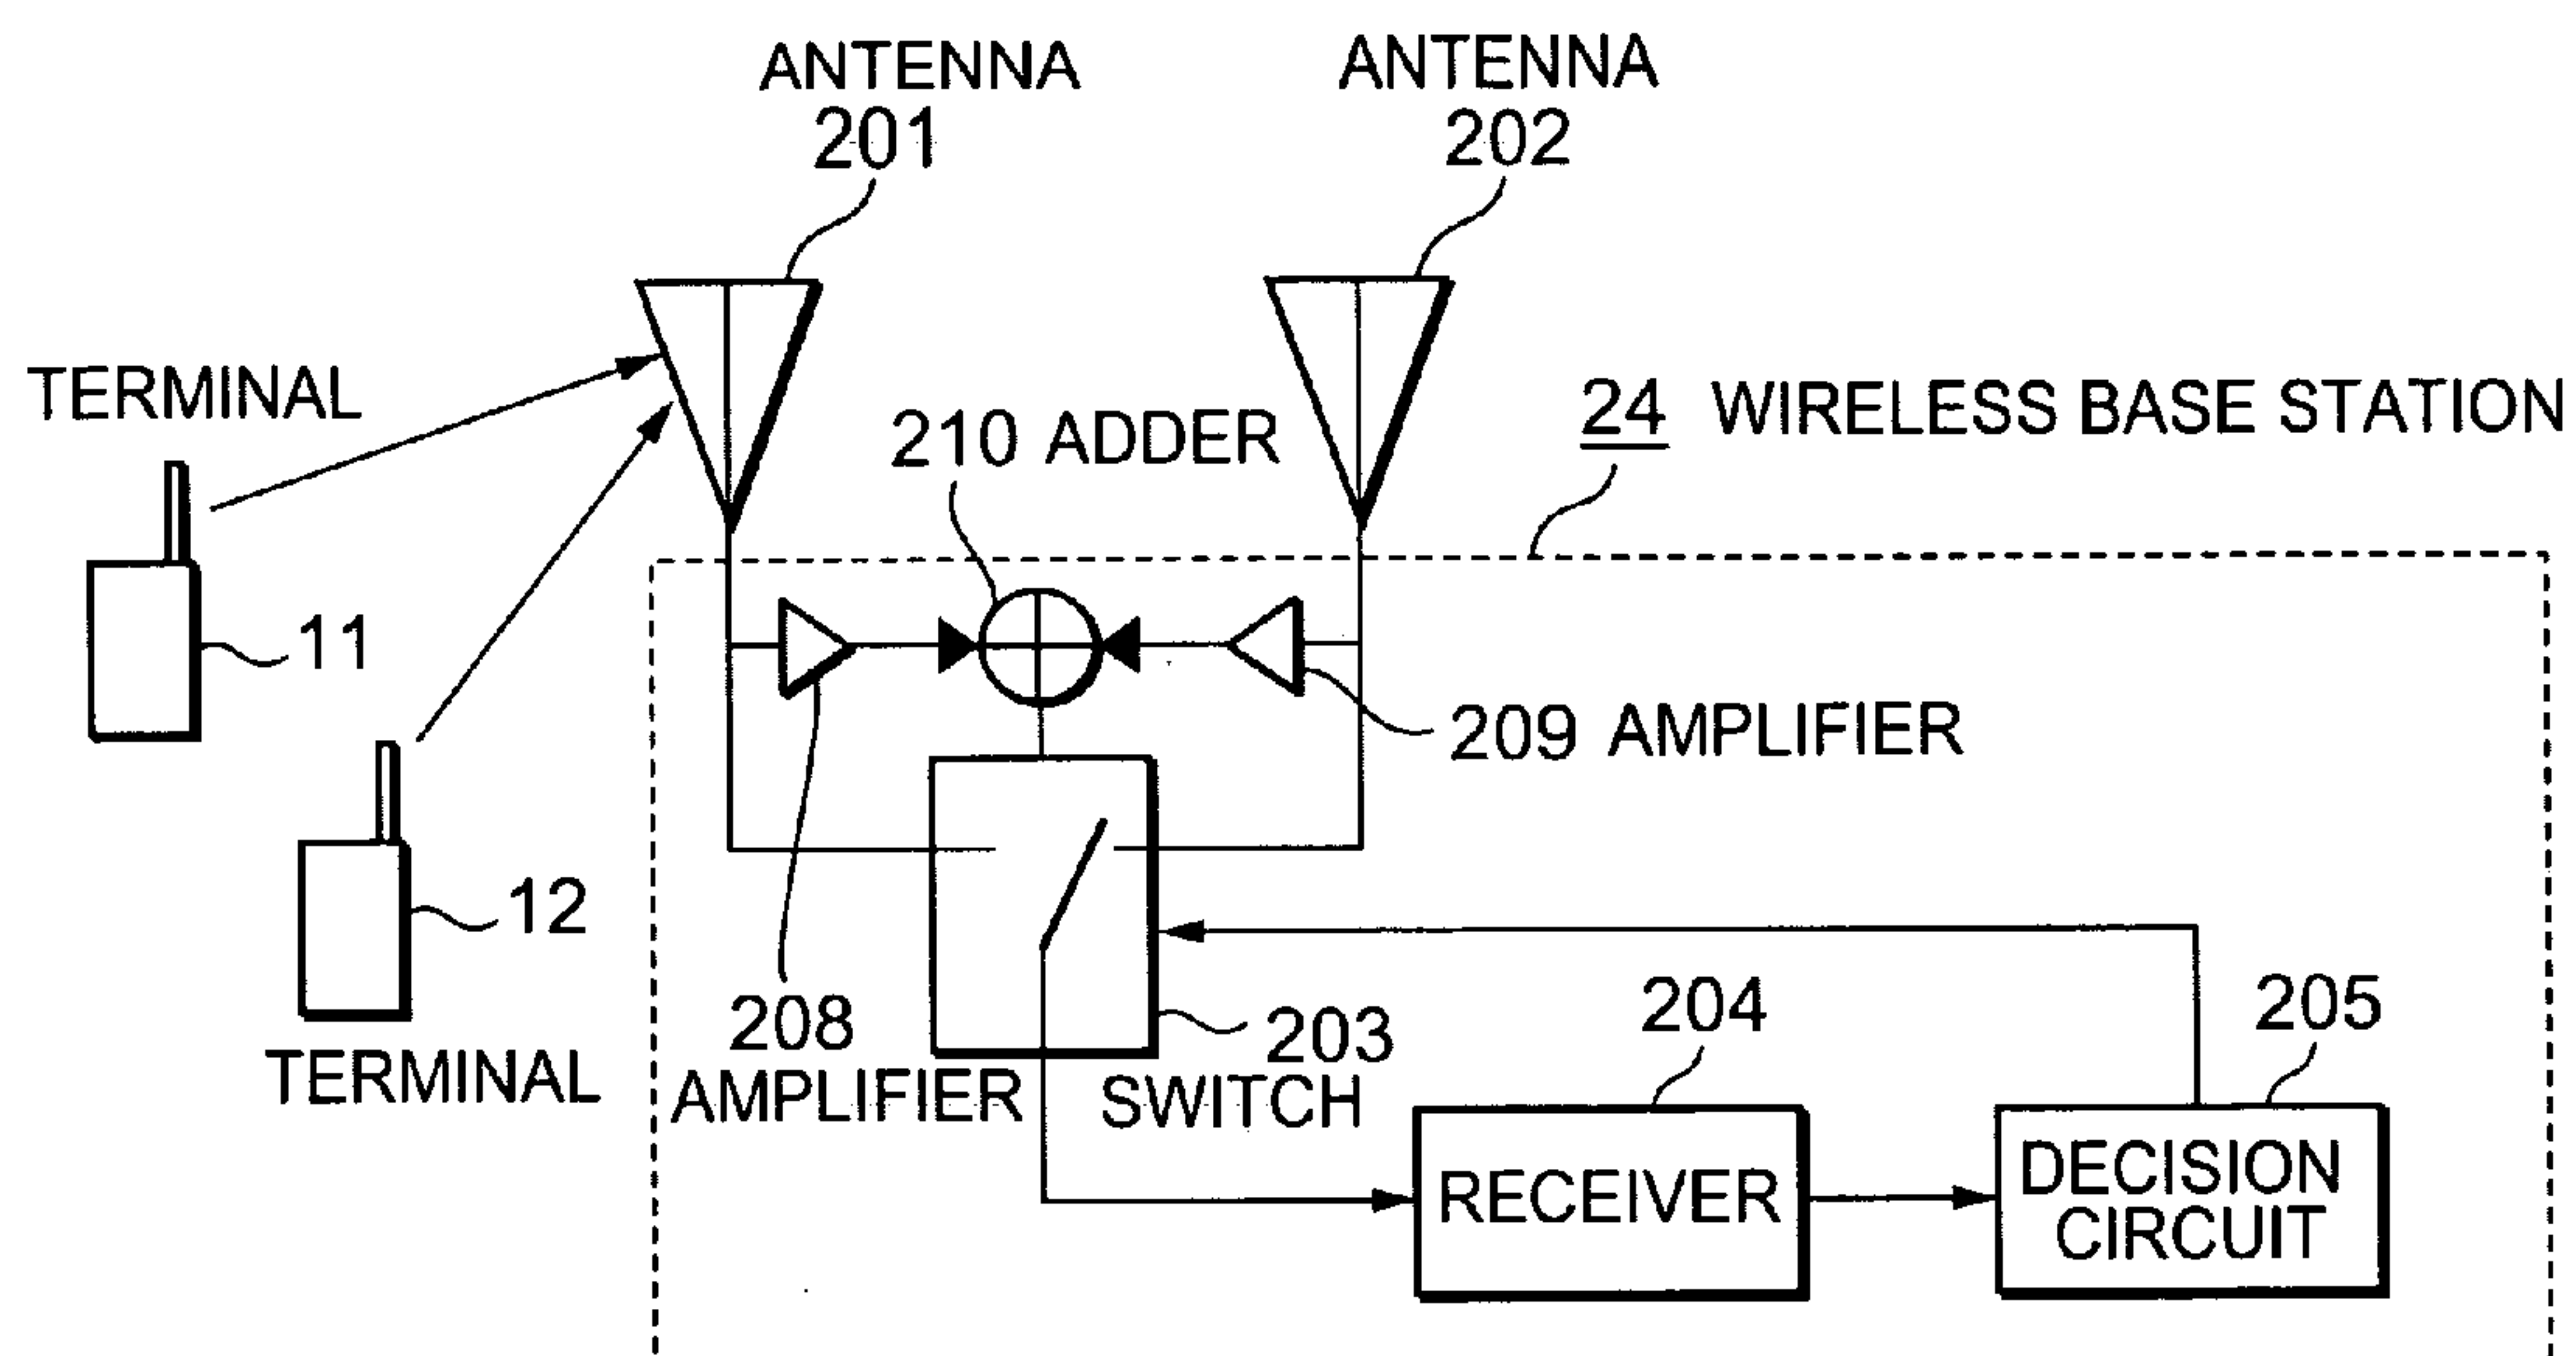 ANTENNA
201
ANTENNA
202
TERMINAL
210 ADDER
24 WIRELESS BASE STATION
11
209 AMPLIFIER
12
TERMINAL
208
AMPLIFIER
203
SWITCH
204
205
RECEIVER
DECISION
CIRCUIT